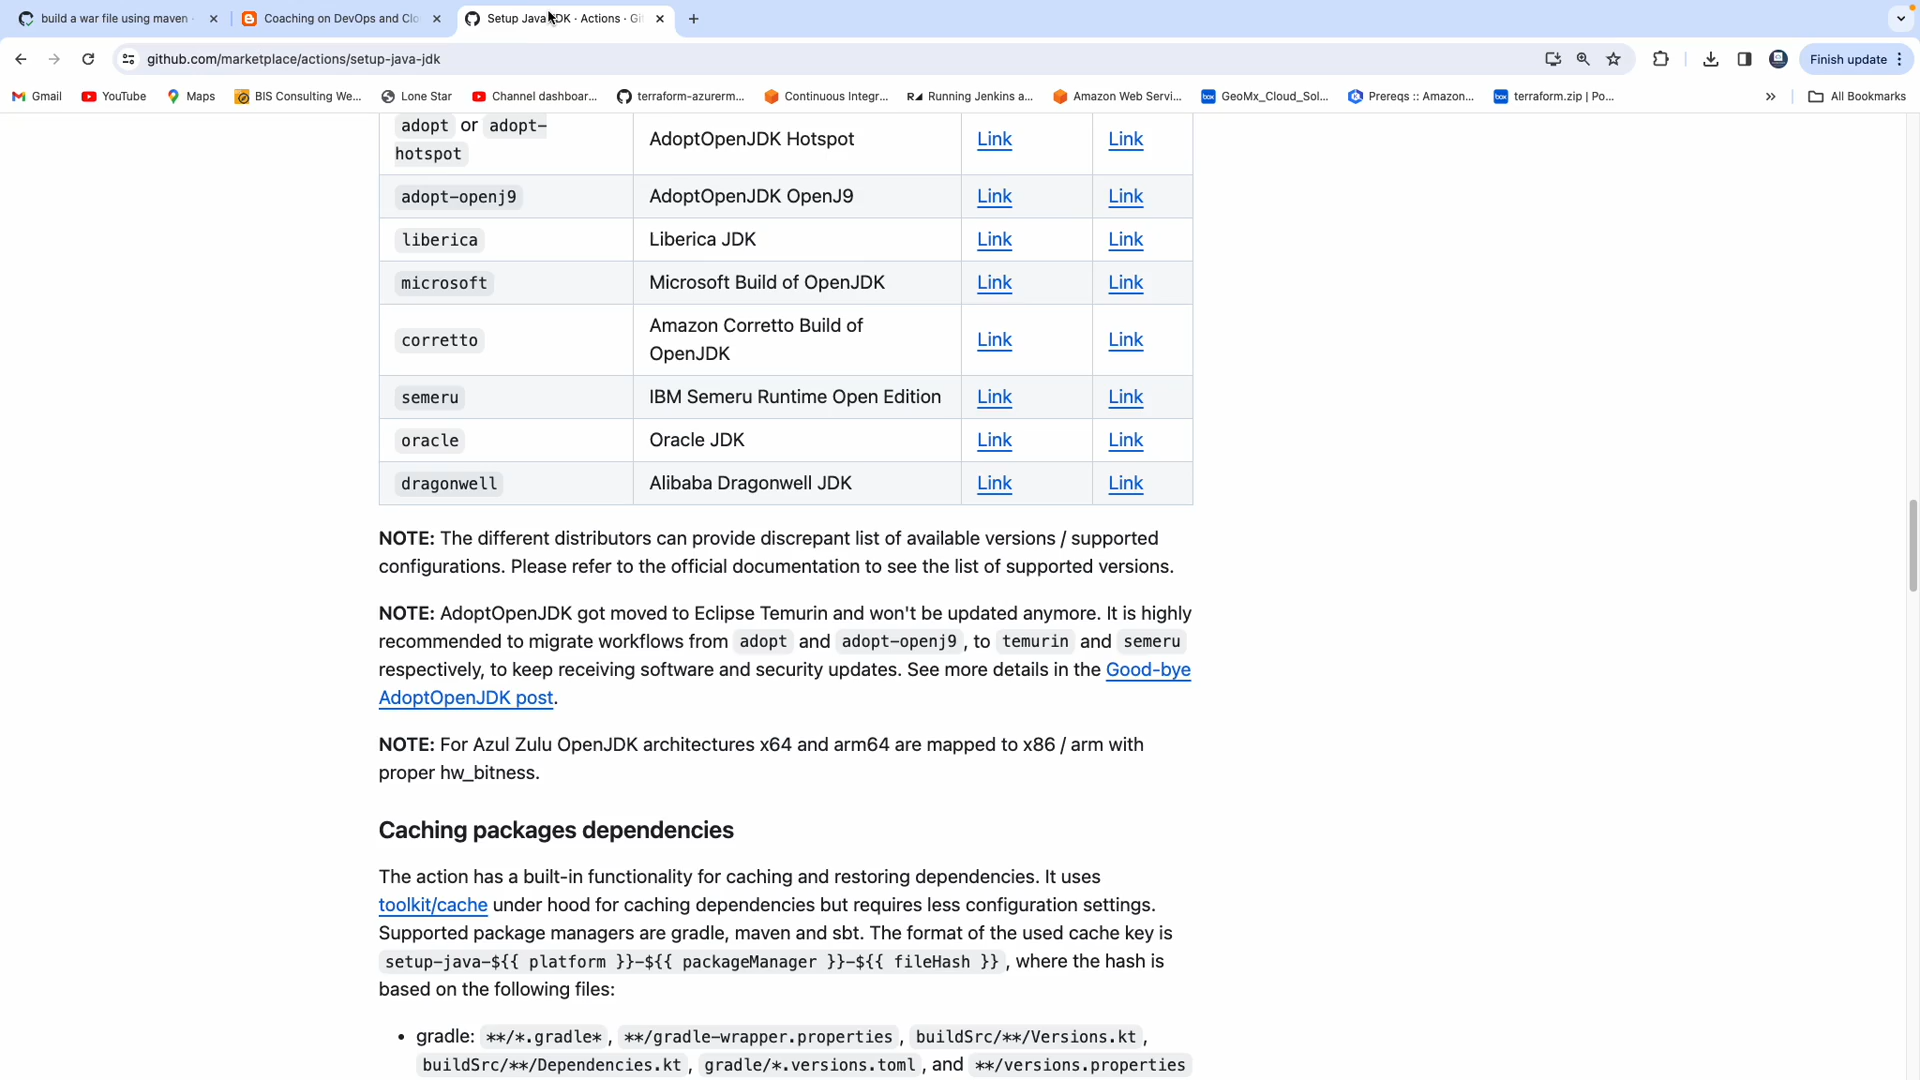 build a war file using maven ·
Coaching on DevOps and Clo
Setup Java JDK · Actions · Gi
github.com/marketplace/actions/setup-java-jdk
Finish update
Gmail
YouTube
Maps
BIS Consulting We...
Lone Star
Channel dashboar...
terraform-azurerm...
Continuous Integr...
Running Jenkins a...
Amazon Web Servi...
GeoMx_Cloud_Sol...
Prereqs :: Amazon...
terraform.zip | Po...
»
All Bookmarks
adopt or adopt-
hotspot
AdoptOpenJDK Hotspot
Link
Link
adopt-openj9
AdoptOpenJDK OpenJ9
Link
Link
liberica
Liberica JDK
Link
Link
microsoft
Microsoft Build of OpenJDK
Link
Link
corretto
Amazon Corretto Build of
OpenJDK
Link
Link
semeru
IBM Semeru Runtime Open Edition
Link
Link
oracle
Oracle JDK
Link
Link
dragonwell
Alibaba Dragonwell JDK
Link
Link
NOTE: The different distributors can provide discrepant list of available versions / supported
configurations. Please refer to the official documentation to see the list of supported versions.
NOTE: AdoptOpenJDK got moved to Eclipse Temurin and won't be updated anymore. It is highly
recommended to migrate workflows from adopt and adopt-openj9 , to temurin and semeru
respectively, to keep receiving software and security updates. See more details in the Good-bye
AdoptOpenJDK post.
NOTE: For Azul Zulu OpenJDK architectures x64 and arm64 are mapped to x86 / arm with
proper hw_bitness.
Caching packages dependencies
The action has a built-in functionality for caching and restoring dependencies. It uses
toolkit/cache under hood for caching dependencies but requires less configuration settings.
Supported package managers are gradle, maven and sbt. The format of the used cache key is
setup-java-${{ platform }}-${{ packageManager }}-${{ fileHash }} , where the hash is
based on the following files:
• gradle: **/*.gradle* , **/gradle-wrapper.properties , buildSrc/**/Versions.kt ,
buildSrc/**/Dependencies.kt , gradle/*.versions.toml , and **/versions.properties